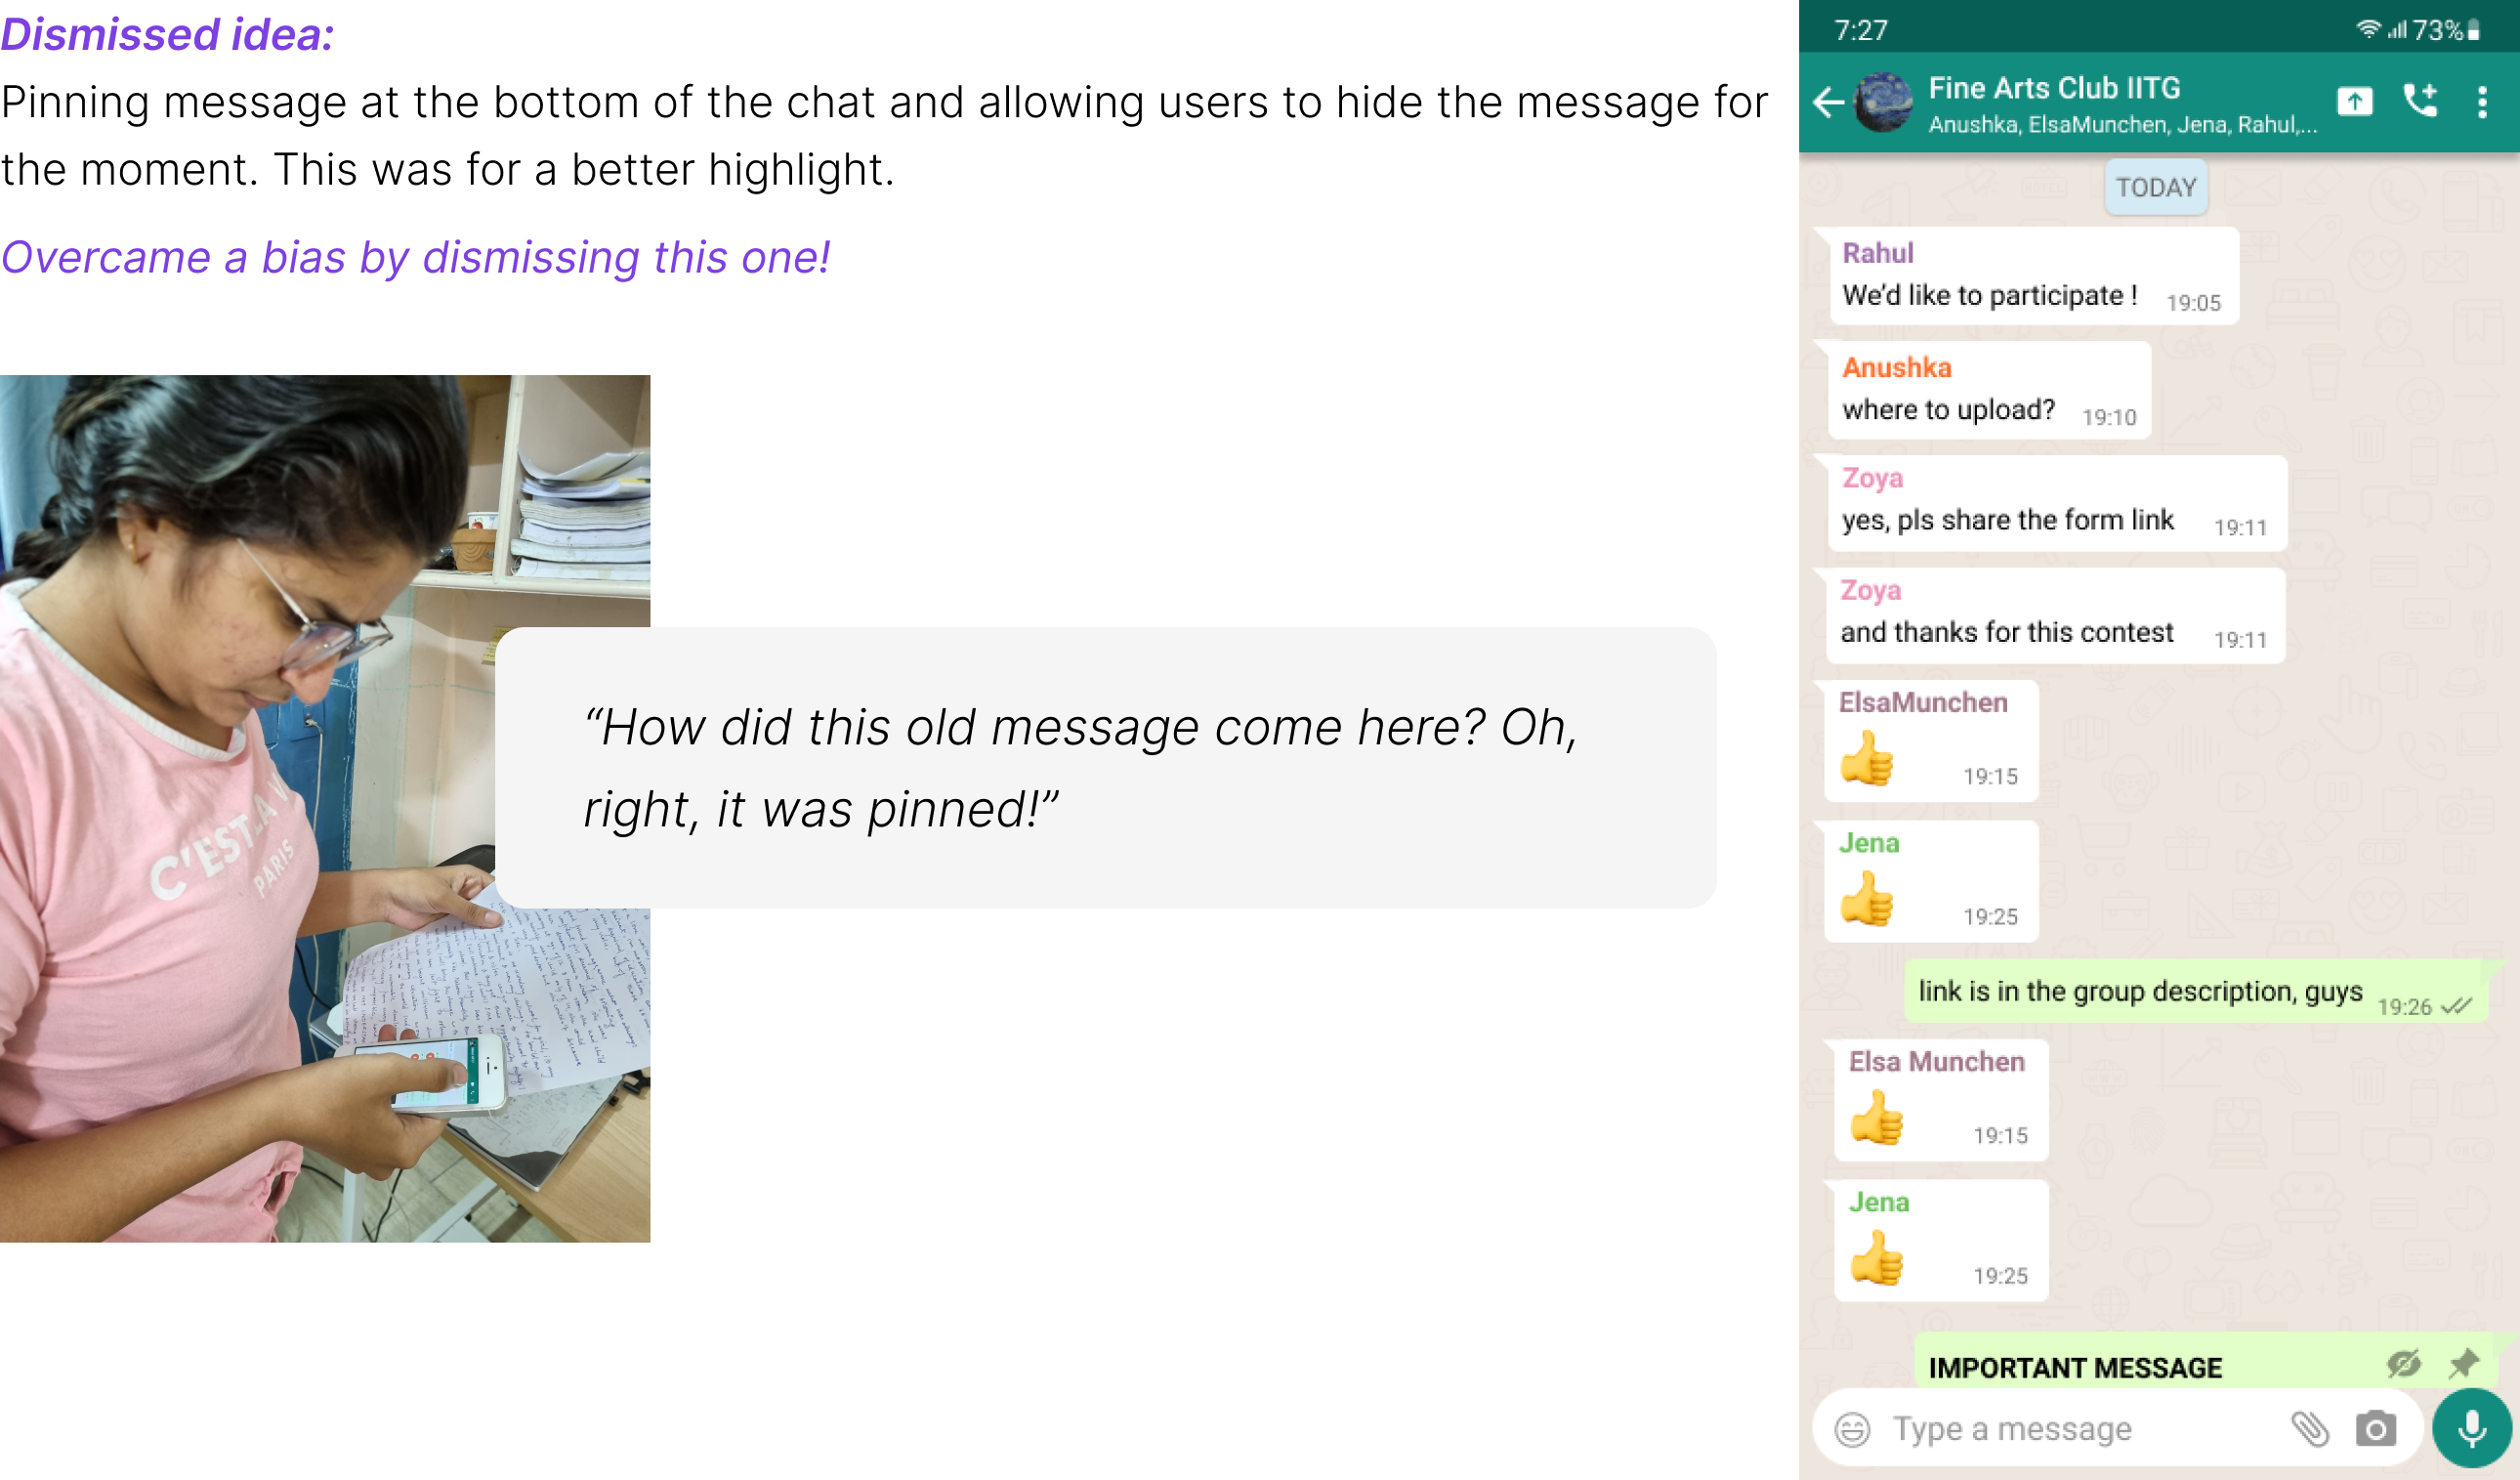 Dismissed idea:
Pinning message at the bottom of the chat and allowing users to hide the message for
the moment. This was for a better highlight.
Overcame a bias by dismissing this one!
C'EST LA
PARIS
“How did this old message come here? Oh,
right, it was pinned!”
7:27
73%
Fine Arts Club IITG
Anushka, ElsaMunchen, Jena, Rahul,...
TODAY
Rahul
We'd like to participate ! 19:05
Anushka
where to upload? 19:10
Zoya
yes, pls share the form link 19:11
Zoya
and thanks for this contest 19:11
ElsaMunchen
👍 19:15
Jena
👍 19:25
link is in the group description, guys 19:26
Elsa Munchen
👍 19:15
Jena
👍 19:25
IMPORTANT MESSAGE
Type a message